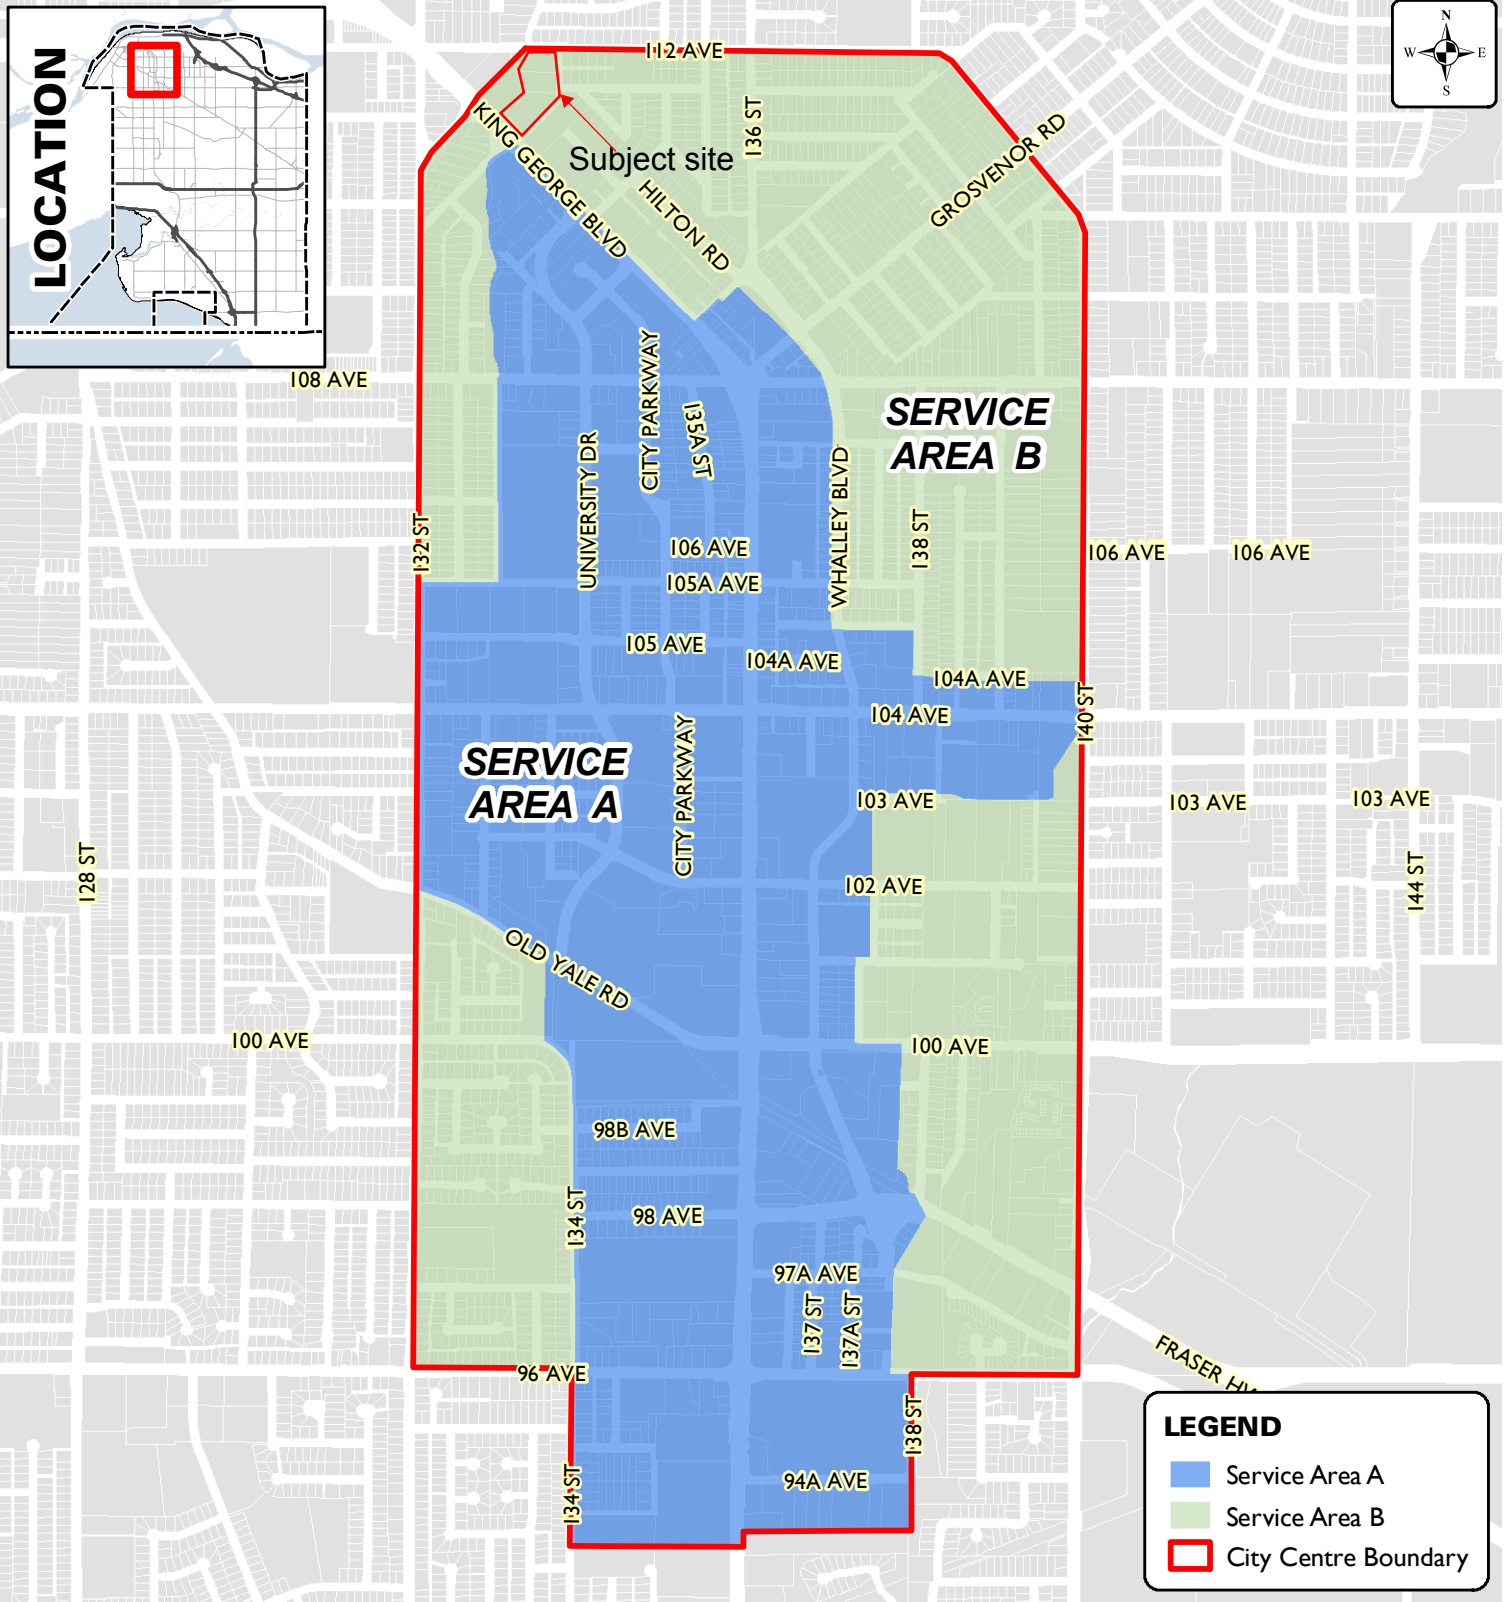 LOCATION
N
W E
S
112 AVE
136 ST
KING GEORGE BLVD
Subject site
HILTON RD
GROSVENOR RD
108 AVE
CITY PARKWAY
135A ST
UNIVERSITY DR
WHALLEY BLVD
SERVICE
AREA B
132 ST
138 ST
106 AVE
106 AVE
106 AVE
105A AVE
105 AVE
104A AVE
104A AVE
104 AVE
140 ST
SERVICE
AREA A
CITY PARKWAY
103 AVE
103 AVE
103 AVE
128 ST
102 AVE
144 ST
OLD YALE RD
100 AVE
100 AVE
98B AVE
134 ST
98 AVE
97A AVE
137 ST
137A ST
96 AVE
FRASER
138 ST
94A AVE
134 ST
LEGEND
Service Area A
Service Area B
City Centre Boundary